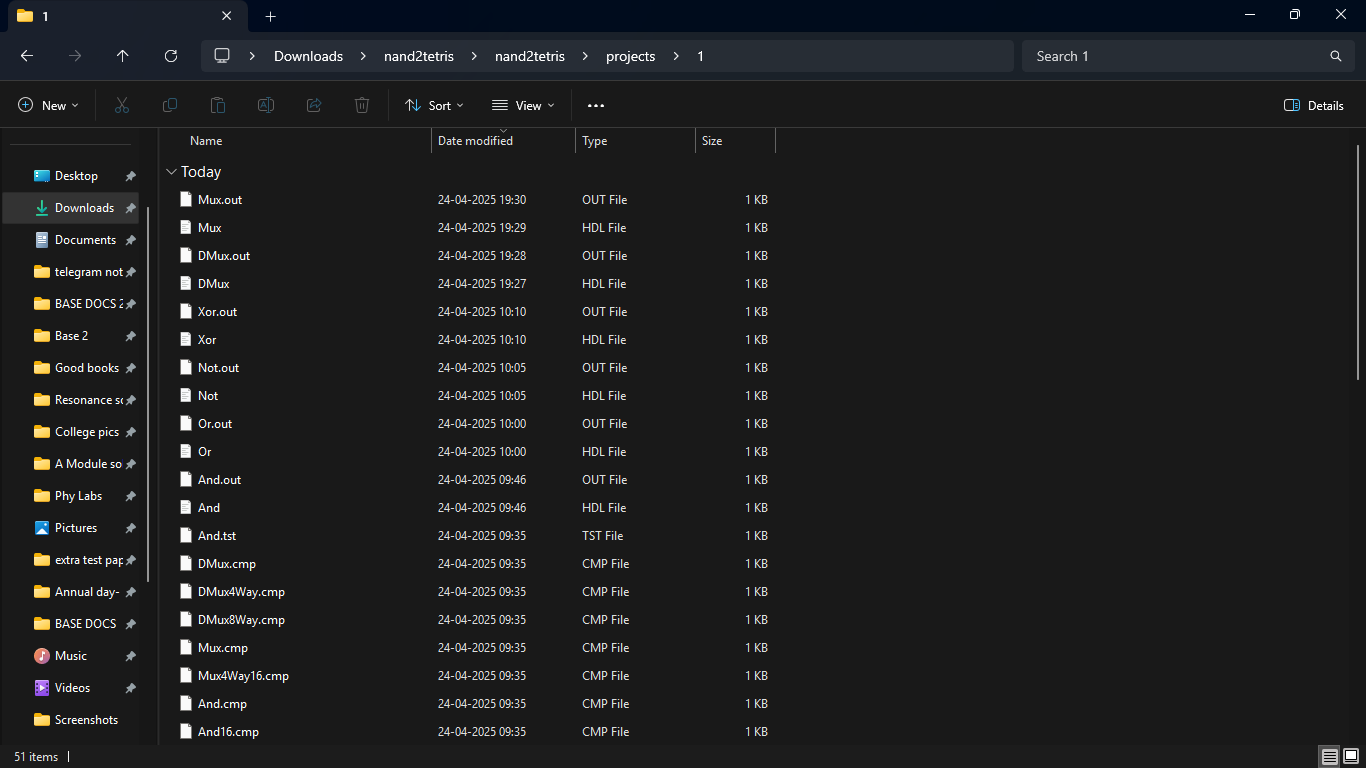 1
Downloads nand2tetris nand2tetris projects 1
Search 1
New Sort View Details
Name Date modified Type Size
Today
Mux.out 24-04-2025 19:30 OUT File 1 KB
Mux 24-04-2025 19:29 HDL File 1 KB
DMux.out 24-04-2025 19:28 OUT File 1 KB
DMux 24-04-2025 19:27 HDL File 1 KB
Xor.out 24-04-2025 10:10 OUT File 1 KB
Xor 24-04-2025 10:10 HDL File 1 KB
Not.out 24-04-2025 10:05 OUT File 1 KB
Not 24-04-2025 10:05 HDL File 1 KB
Or.out 24-04-2025 10:00 OUT File 1 KB
Or 24-04-2025 10:00 HDL File 1 KB
And.out 24-04-2025 09:46 OUT File 1 KB
And 24-04-2025 09:46 HDL File 1 KB
And.tst 24-04-2025 09:35 TST File 1 KB
DMux.cmp 24-04-2025 09:35 CMP File 1 KB
DMux4Way.cmp 24-04-2025 09:35 CMP File 1 KB
DMux8Way.cmp 24-04-2025 09:35 CMP File 1 KB
Mux.cmp 24-04-2025 09:35 CMP File 1 KB
Mux4Way16.cmp 24-04-2025 09:35 CMP File 1 KB
And.cmp 24-04-2025 09:35 CMP File 1 KB
And16.cmp 24-04-2025 09:35 CMP File 1 KB
Desktop
Downloads
Documents
telegram not
BASE DOCS 2
Base 2
Good books
Resonance so
College pics
A Module so
Phy Labs
Pictures
extra test pap
Annual day-
BASE DOCS
Music
Videos
Screenshots
51 items